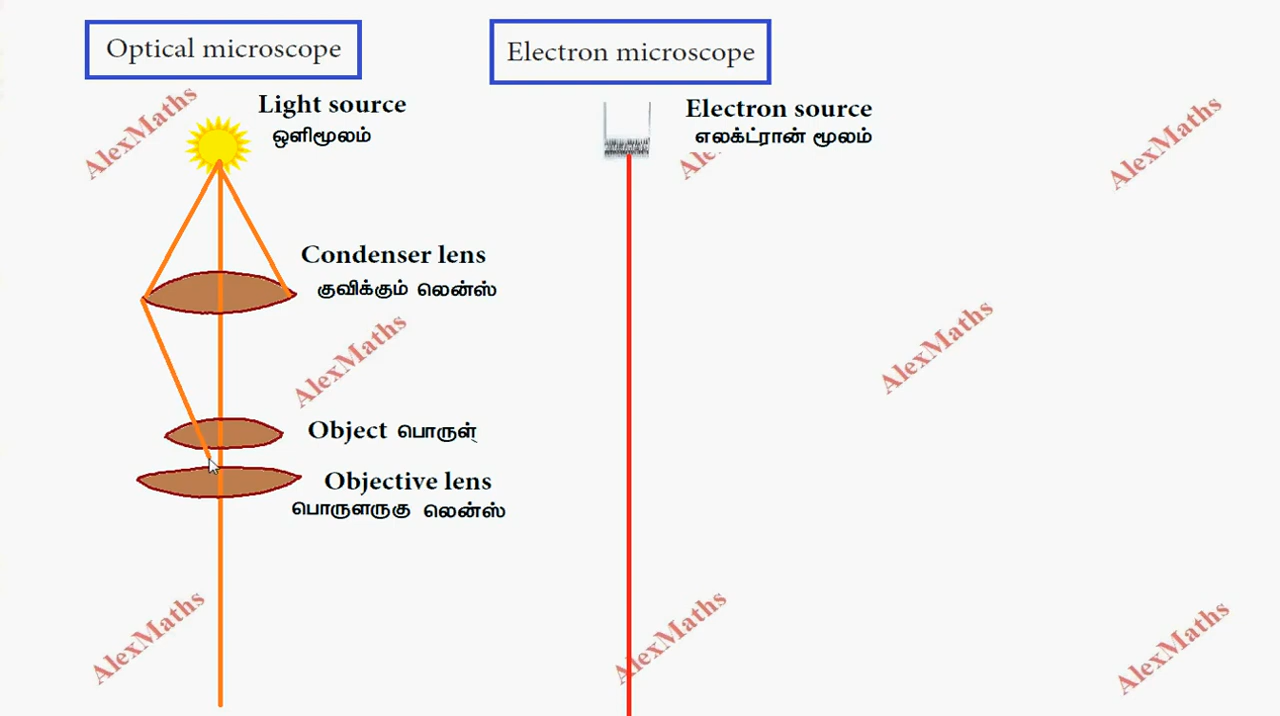 Optical microscope
Electron microscope
Light source
ஒளிமூலம்
Electron source
எலக்ட்ரான் மூலம்
AlexMaths
AlexMaths
Condenser lens
குவிக்கும் லென்ஸ்
AlexMaths
AlexMaths
Object பொருள்
Objective lens
பொருளருகு லென்ஸ்
AlexMaths
AlexMaths
AlexMaths